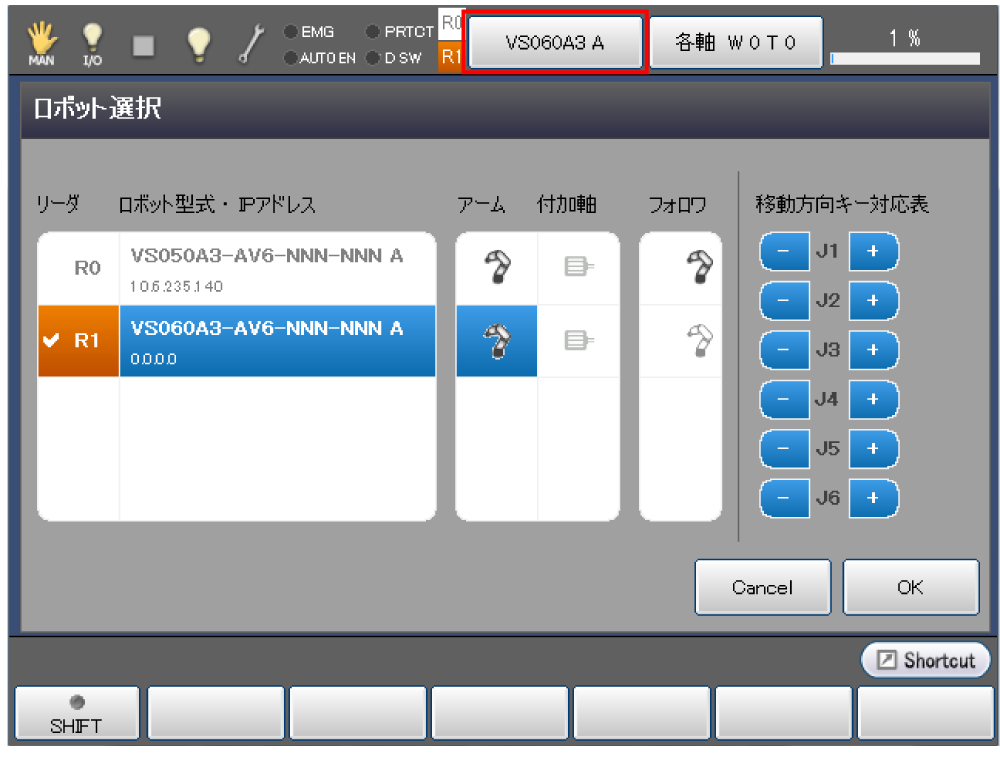 MAN I/O EMG PRTCT R0 VS060A3 A 各軸 W0T0 1 %
AUTO EN D SW R1
ロボット選択
リーダ ロボット型式・IPアドレス アーム 付加軸 フォロワ 移動方向キー対応表
R0 VS050A3-AV6-NNN-NNN A
10.6.235.140
R1 VS060A3-AV6-NNN-NNN A
0.0.0.0
- J1 +
- J2 +
- J3 +
- J4 +
- J5 +
- J6 +
Cancel OK
Shortcut
SHIFT